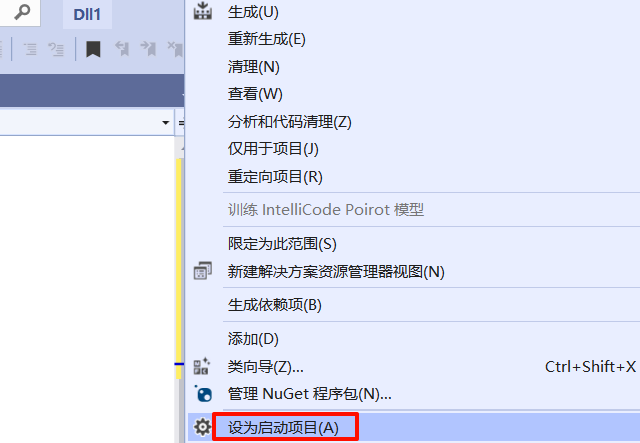 Dll1
生成(U)
重新生成(E)
清理(N)
查看(W)
分析和代码清理(Z)
仅用于项目(J)
重定向项目(R)
训练 IntelliCode Poirot 模型
限定为此范围(S)
新建解决方案资源管理器视图(N)
生成依赖项(B)
添加(D)
类向导(Z)... Ctrl+Shift+X
管理 NuGet 程序包(N)...
设为启动项目(A)